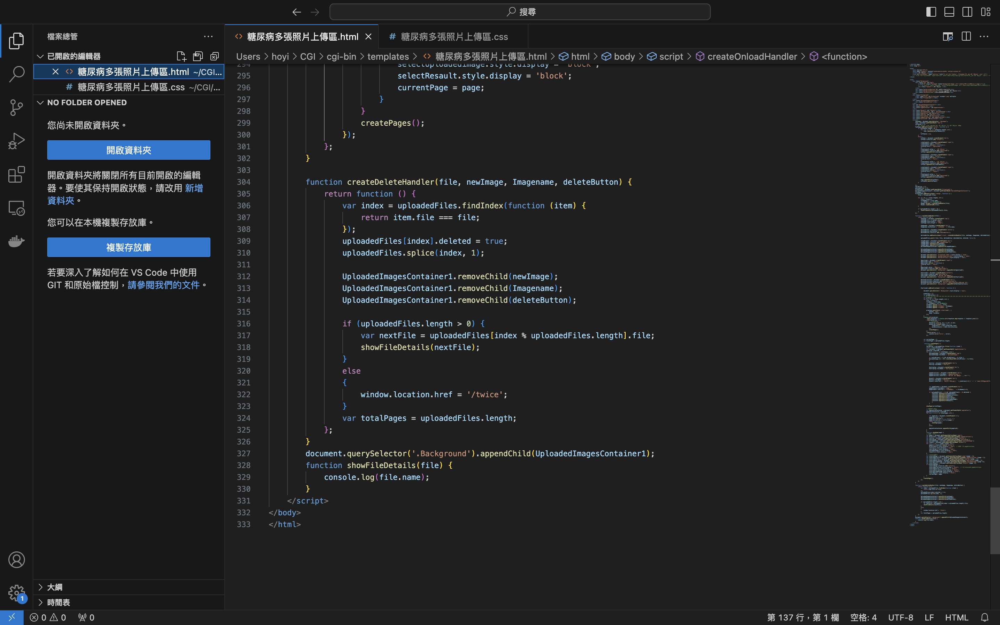 搜尋
檔案總管
已開啟的編輯器
糖尿病多張照片上傳區.html ~/CGI...
# 糖尿病多張照片上傳區.css ~/CGI/...
NO FOLDER OPENED
您尚未開啟資料夾。
開啟資料夾
開啟資料夾將關閉所有目前開啟的編輯
器。要使其保持開啟狀態，請改用 新增
資料夾。
您可以在本機複製存放庫。
複製存放庫
若要深入了解如何在 VS Code 中使用
GIT 和原始檔控制，請參閱我們的文件。
大綱
時間表
1
糖尿病多張照片上傳區.html
# 糖尿病多張照片上傳區.css
Users > hoyi > CGI > cgi-bin > templates > <> 糖尿病多張照片上傳區.html > html > body > script > createOnloadHandler > <function>
294 selectUploadedImage.style.display = 'block';
295 selectResault.style.display = 'block';
296 currentPage = page;
297 }
298 }
299 createPages();
300 });
301 };
302 }
303
304 function createDeleteHandler(file, newImage, Imagename, deleteButton) {
305 return function () {
306 var index = uploadedFiles.findIndex(function (item) {
307 return item.file === file;
308 });
309 uploadedFiles[index].deleted = true;
310 uploadedFiles.splice(index, 1);
311
312 UploadedImagesContainer1.removeChild(newImage);
313 UploadedImagesContainer1.removeChild(Imagename);
314 UploadedImagesContainer1.removeChild(deleteButton);
315
316 if (uploadedFiles.length > 0) {
317 var nextFile = uploadedFiles[index % uploadedFiles.length].file;
318 showFileDetails(nextFile);
319 }
320 else
321 {
322 window.location.href = '/twice';
323 }
324 var totalPages = uploadedFiles.length;
325 };
326 }
327 document.querySelector('.Background').appendChild(UploadedImagesContainer1);
328 function showFileDetails(file) {
329 console.log(file.name);
330 }
331 </script>
332 </body>
333 </html>
0 0 0
第 137 行，第 1 欄 空格: 4 UTF-8 LF HTML